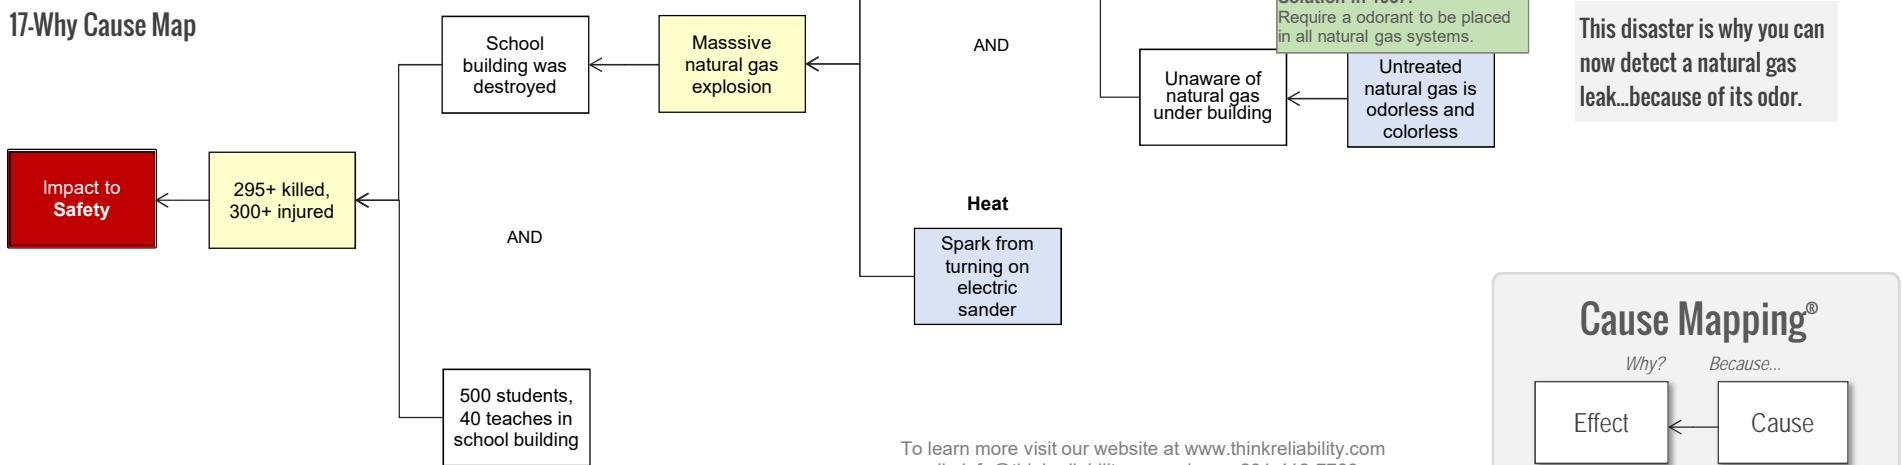 17-Why Cause Map
School
building was
destroyed
Masssive
natural gas
explosion
AND
Require a odorant to be placed
in all natural gas systems.
Unaware of
natural gas
under building
Untreated
natural gas is
odorless and
colorless
This disaster is why you can
now detect a natural gas
leak...because of its odor.
Impact to
Safety
295+ killed,
300+ injured
AND
Heat
Spark from
turning on
electric
sander
500 students,
40 teaches in
school building
Cause Mapping®
Why? Because...
Effect
Cause
To learn more visit our website at www.thinkreliability.com